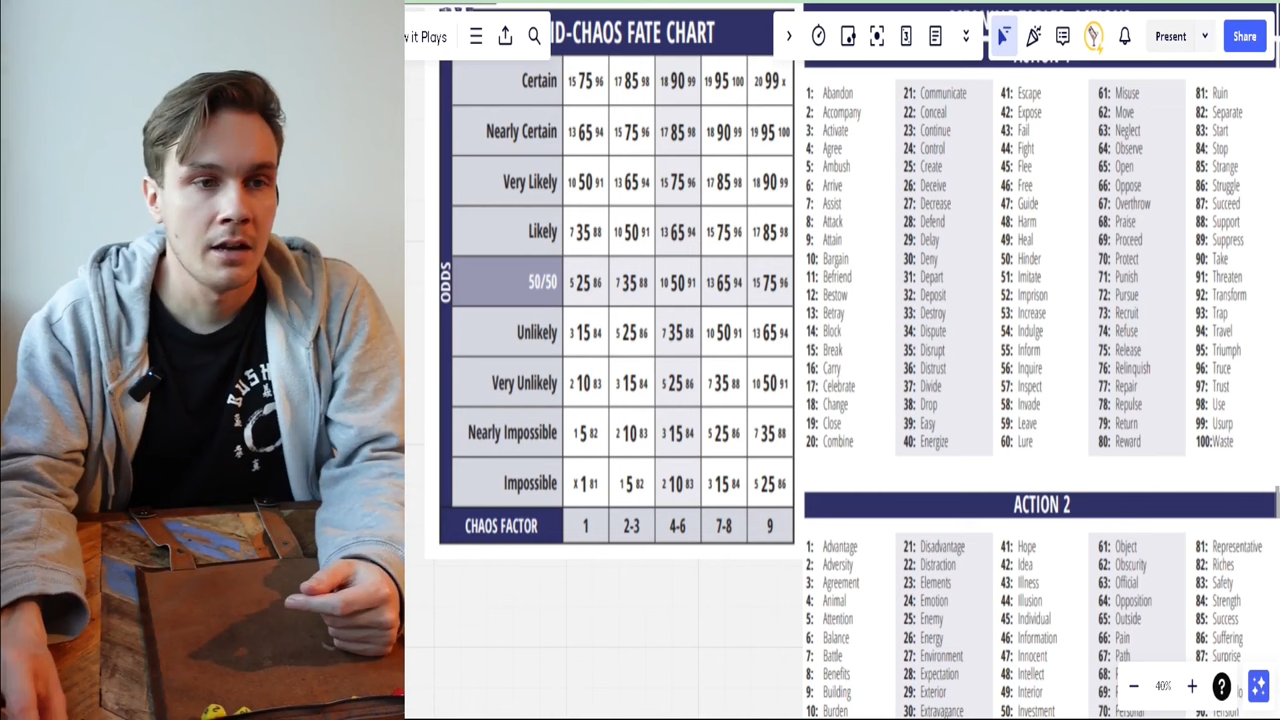 w it Plays
Present
Share
ID-CHAOS FATE CHART
ODDS
Certain 15 75 96 17 85 98 18 90 99 19 95 100 20 99 x
Nearly Certain 13 65 94 15 75 96 17 85 98 18 90 99 19 95 100
Very Likely 10 50 91 13 65 94 15 75 96 17 85 98 18 90 99
Likely 7 35 88 10 50 91 13 65 94 15 75 96 17 85 98
50/50 5 25 86 7 35 88 10 50 91 13 65 94 15 75 96
Unlikely 3 15 84 5 25 86 7 35 88 10 50 91 13 65 94
Very Unlikely 2 10 83 3 15 84 5 25 86 7 35 88 10 50 91
Nearly Impossible 1 5 82 2 10 83 3 15 84 5 25 86 7 35 88
Impossible x 1 81 1 5 82 2 10 83 3 15 84 5 25 86
CHAOS FACTOR 1 2-3 4-6 7-8 9
1: Abandon 21: Communicate 41: Escape 61: Misuse 81: Ruin
2: Accompany 22: Conceal 42: Expose 62: Move 82: Separate
3: Activate 23: Continue 43: Fail 63: Neglect 83: Start
4: Agree 24: Control 44: Fight 64: Observe 84: Stop
5: Ambush 25: Create 45: Flee 65: Open 85: Strange
6: Arrive 26: Deceive 46: Free 66: Oppose 86: Struggle
7: Assist 27: Decrease 47: Guide 67: Overthrow 87: Succeed
8: Attack 28: Defend 48: Harm 68: Praise 88: Support
9: Attain 29: Delay 49: Heal 69: Proceed 89: Suppress
10: Bargain 30: Deny 50: Hinder 70: Protect 90: Take
11: Befriend 31: Depart 51: Imitate 71: Punish 91: Threaten
12: Bestow 32: Deposit 52: Imprison 72: Pursue 92: Transform
13: Betray 33: Destroy 53: Increase 73: Recruit 93: Trap
14: Block 34: Dispute 54: Indulge 74: Refuse 94: Travel
15: Break 35: Disrupt 55: Inform 75: Release 95: Triumph
16: Carry 36: Distrust 56: Inquire 76: Relinquish 96: Truce
17: Celebrate 37: Divide 57: Inspect 77: Repair 97: Trust
18: Change 38: Drop 58: Invade 78: Repulse 98: Use
19: Close 39: Easy 59: Leave 79: Return 99: Usurp
20: Combine 40: Energize 60: Lure 80: Reward 100: Waste
ACTION 2
1: Advantage 21: Disadvantage 41: Hope 61: Object 81: Representative
2: Adversity 22: Distraction 42: Idea 62: Obscurity 82: Riches
3: Agreement 23: Elements 43: Illness 63: Official 83: Safety
4: Animal 24: Emotion 44: Illusion 64: Opposition 84: Strength
5: Attention 25: Enemy 45: Individual 65: Outside 85: Success
6: Balance 26: Energy 46: Information 66: Pain 86: Suffering
7: Battle 27: Environment 47: Innocent 67: Path 87: Surprise
8: Benefits 28: Expectation 48: Intellect 68:
9: Building 29: Exterior 49: Interior 69:
10: Burden 30: Extravagance 50: Investment 70: Personal 90: Tension
40%
RUSH